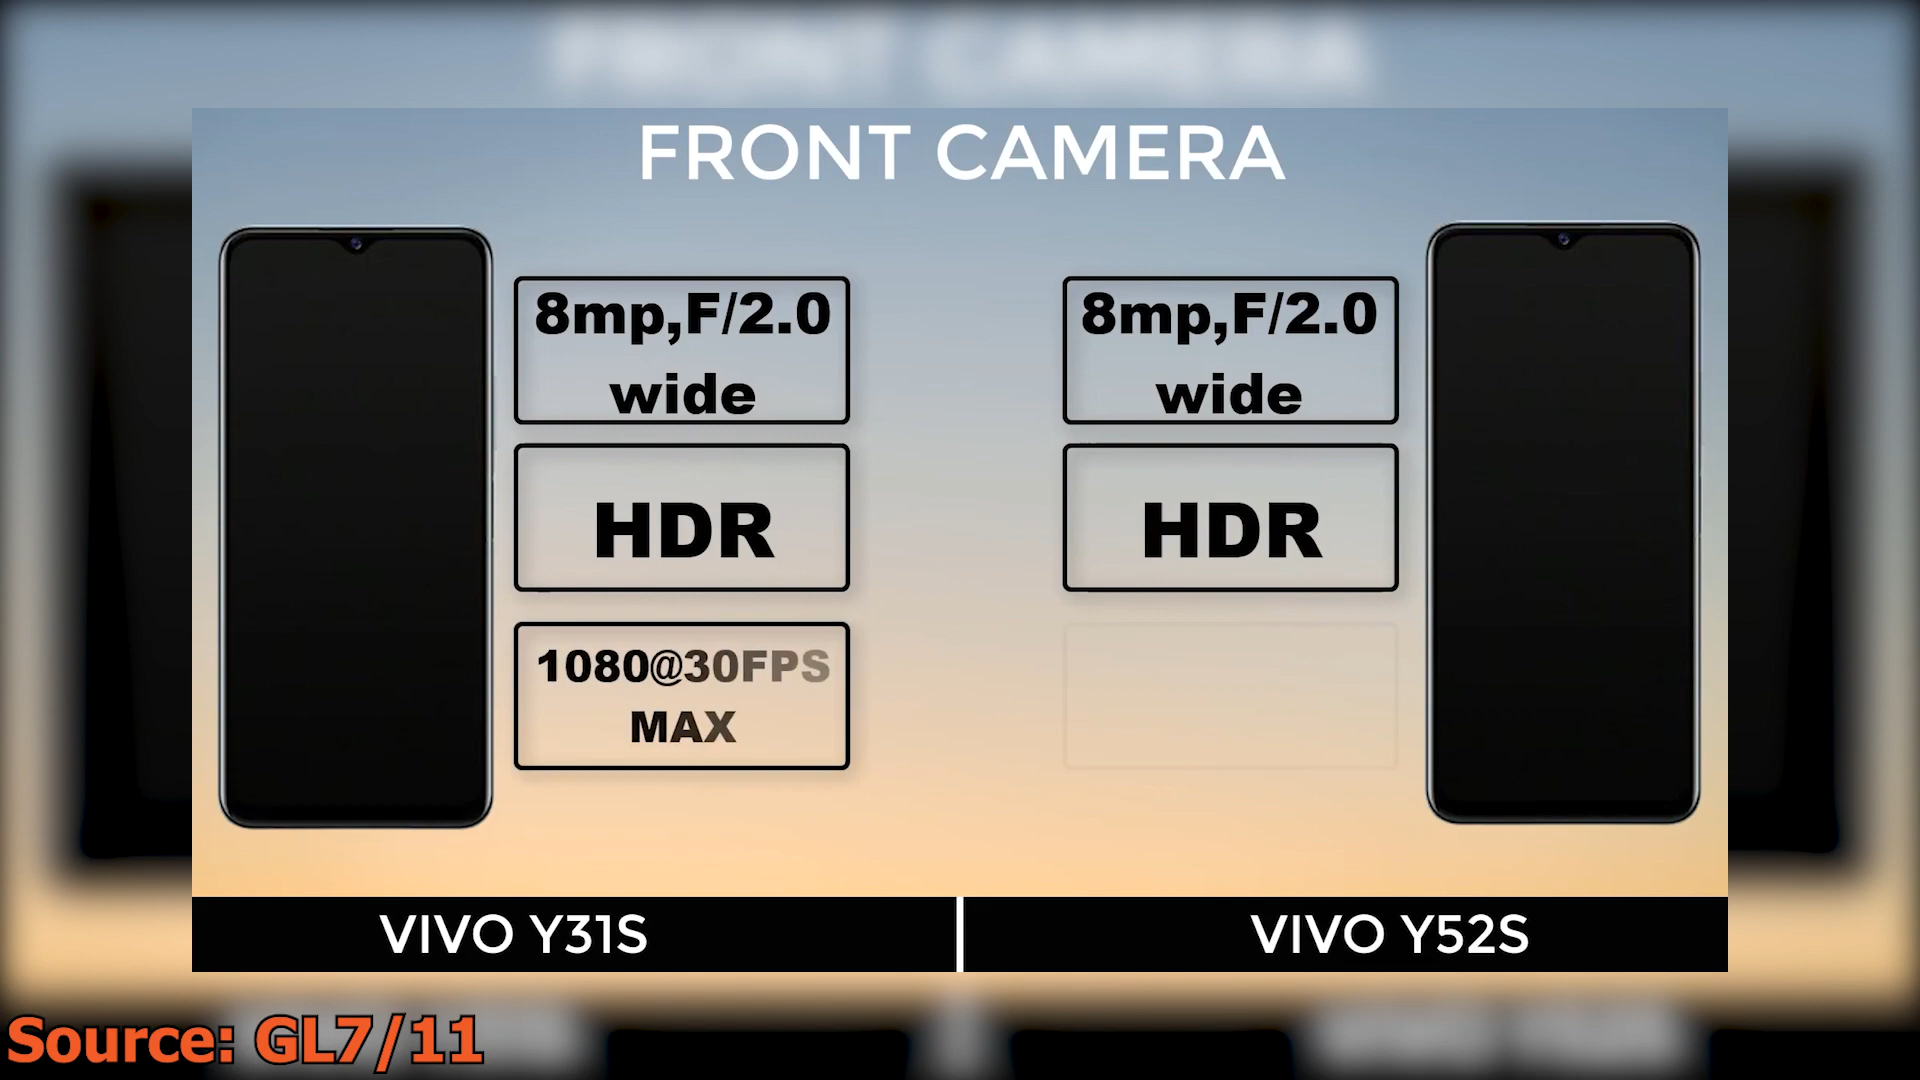 FRONT CAMERA
8mp,F/2.0
wide
HDR
1080@30FPS
MAX
8mp,F/2.0
wide
HDR
VIVO Y31S
VIVO Y52S
Source: GL7/11